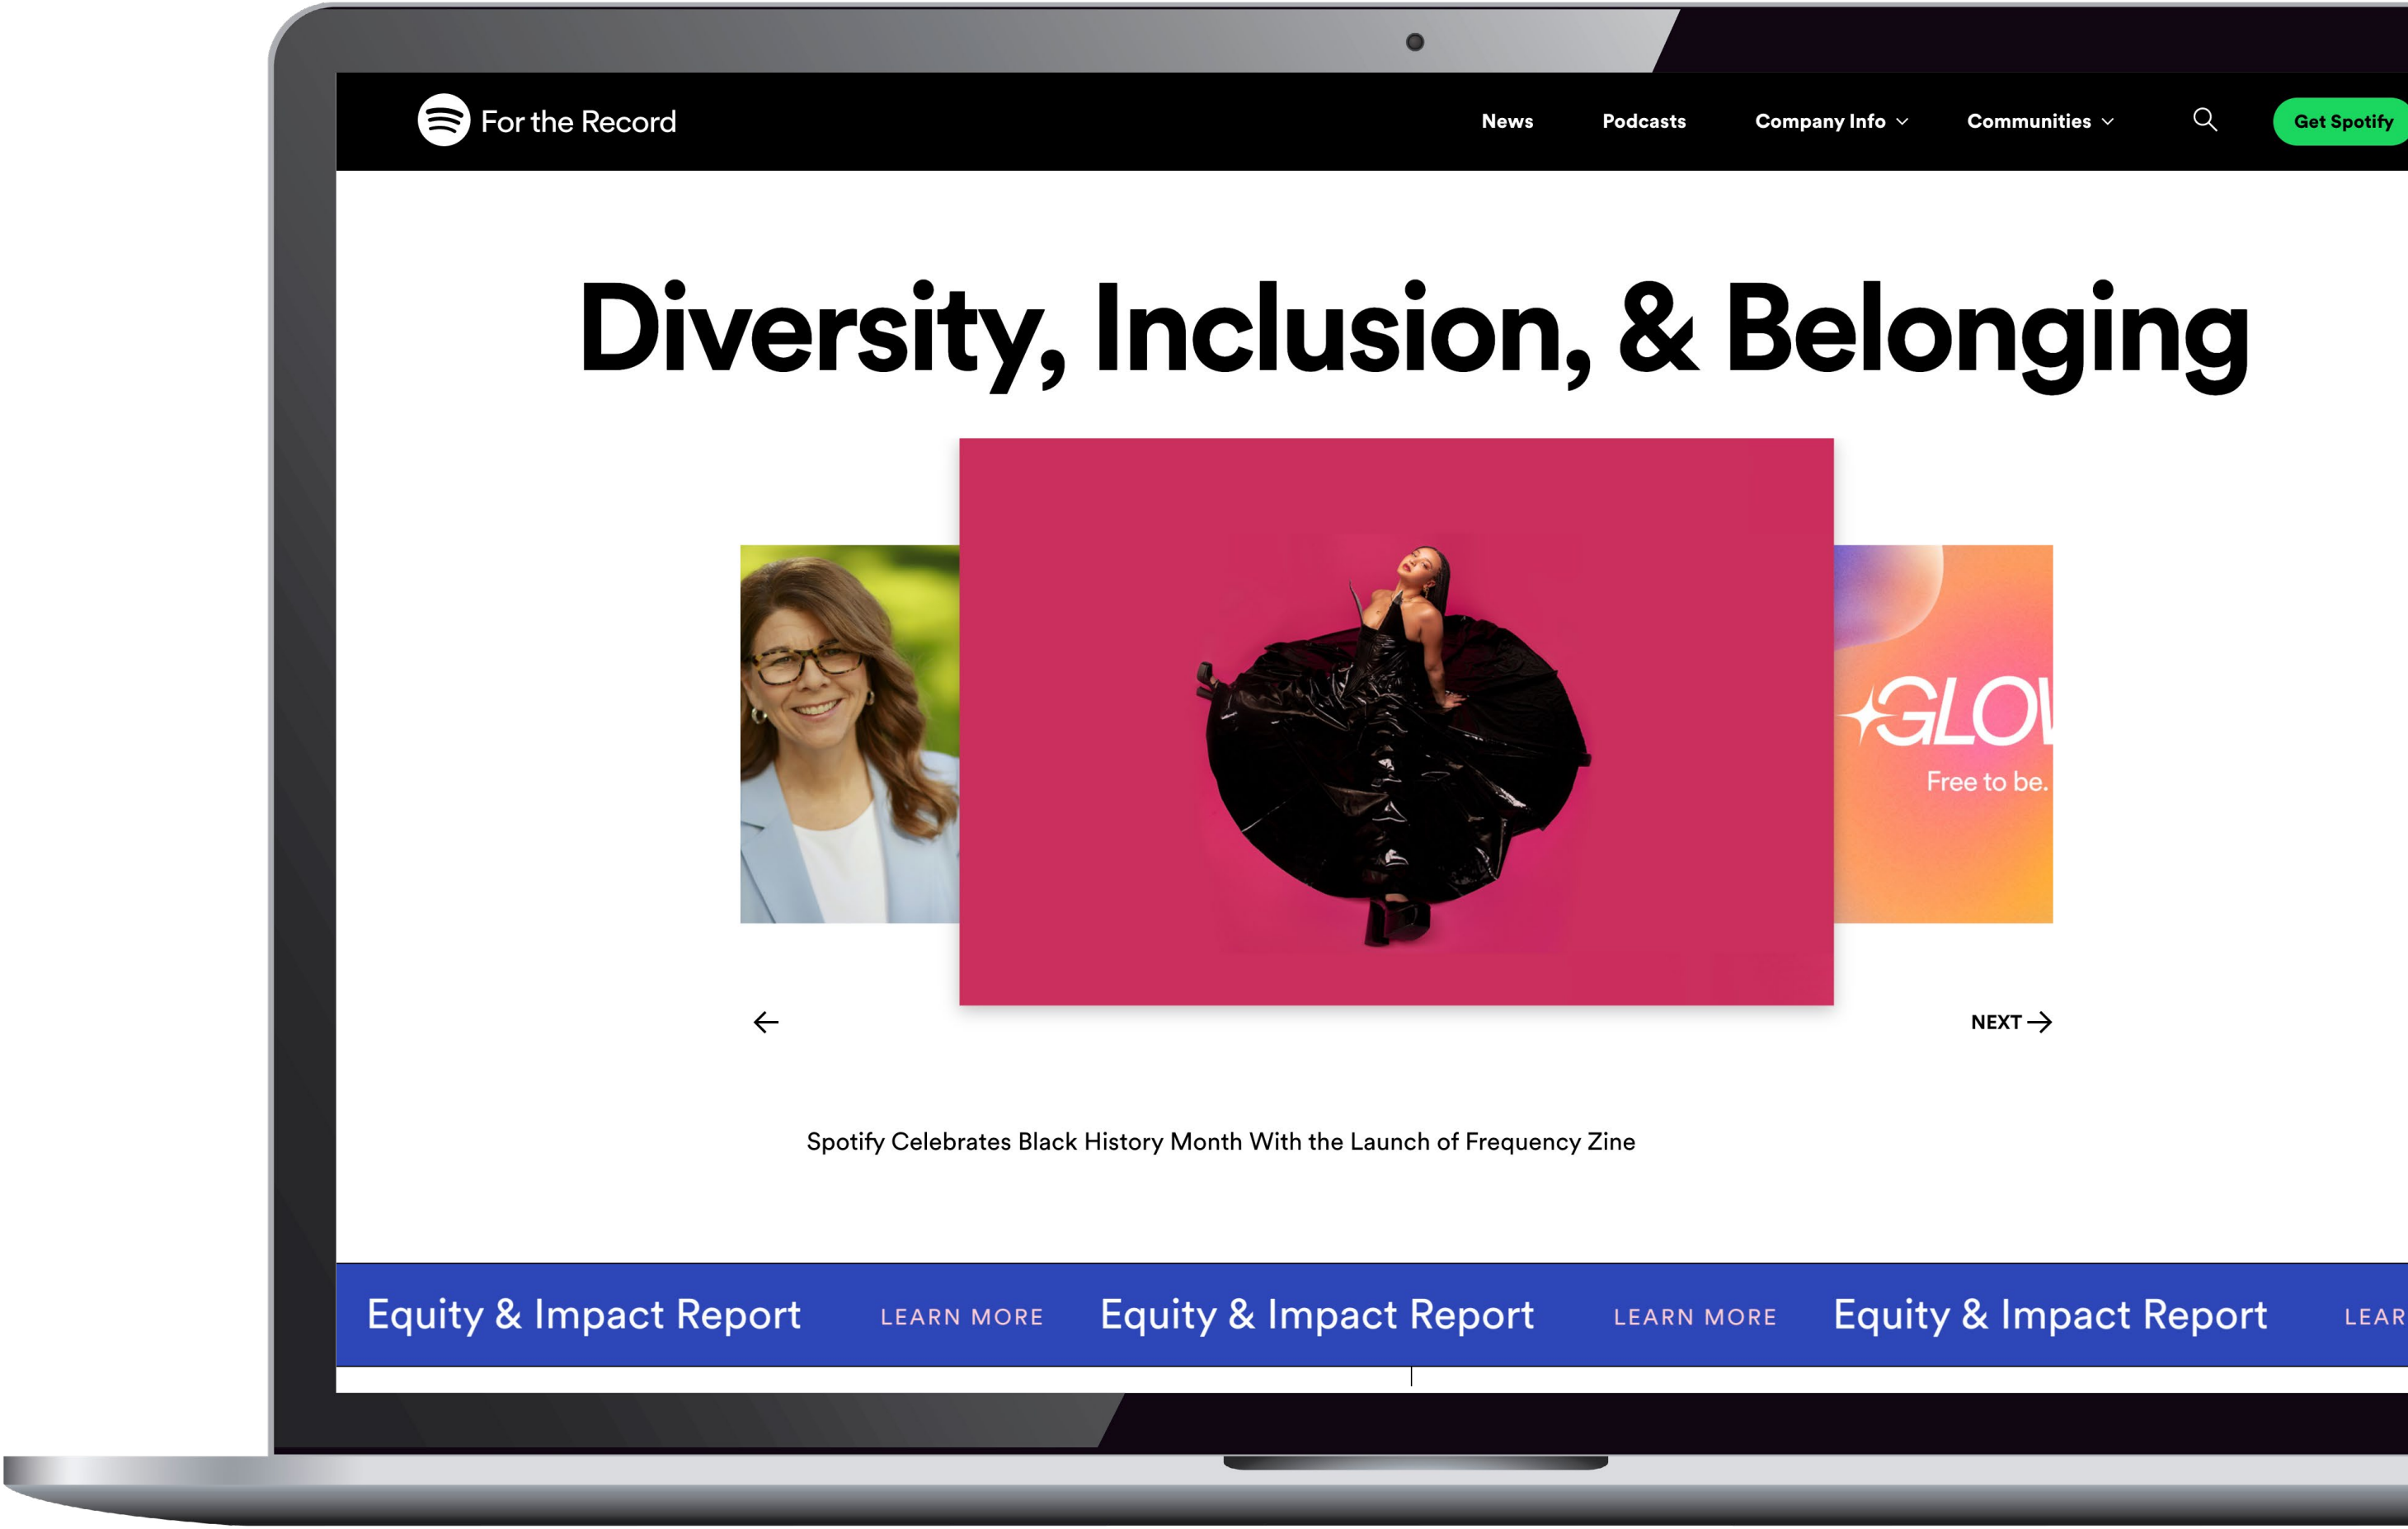 For the Record
News
Podcasts
Company Info
Communities
Get Spotify
Diversity, Inclusion, & Belonging
GLOW
Free to be.
NEXT
Spotify Celebrates Black History Month With the Launch of Frequency Zine
Equity & Impact Report LEARN MORE Equity & Impact Report LEARN MORE Equity & Impact Report LEAR